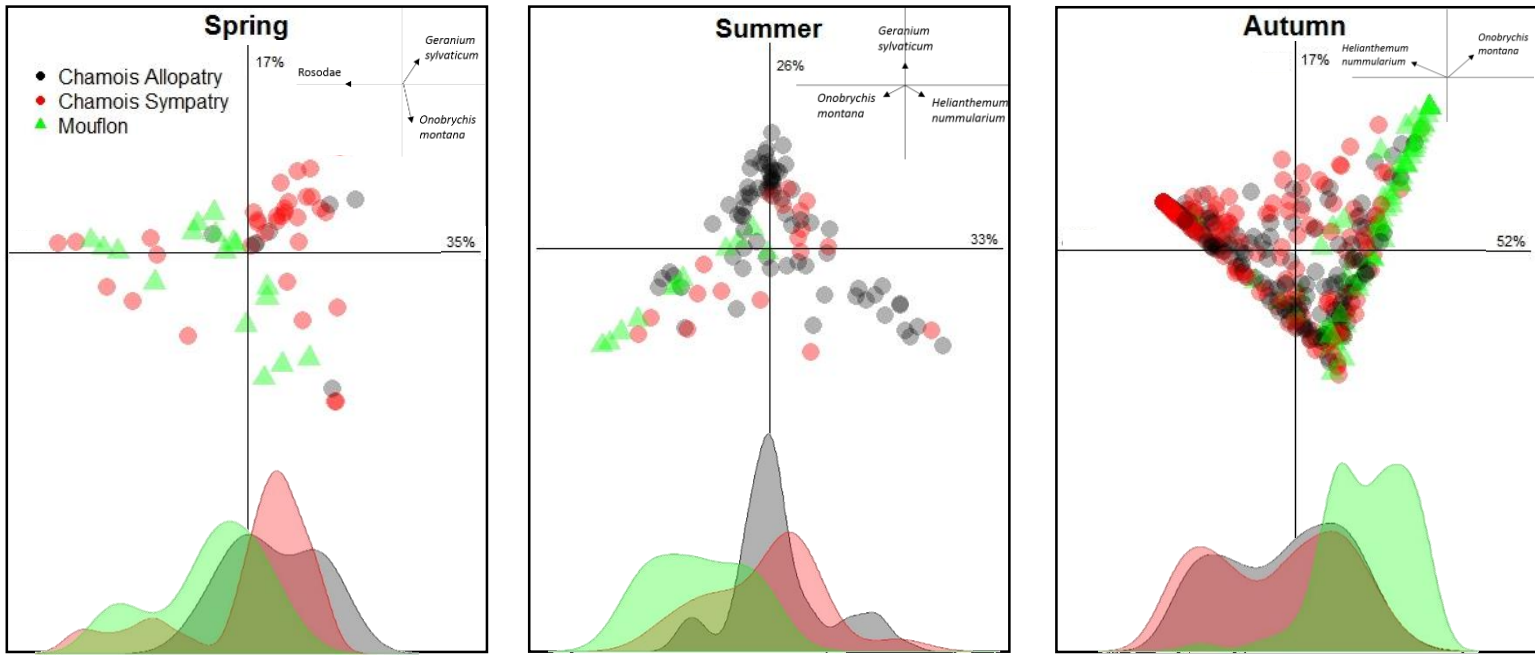 Spring
17%
Geranium
sylvaticum
Rosodae
Onobrychis
montana
Chamois Allopatry
Chamois Sympatry
Mouflon
35%
Summer
26%
Geranium
sylvaticum
Onobrychis
montana
Helianthemum
nummularium
33%
Autumn
17%
Helianthemum
nummularium
Onobrychis
montana
52%